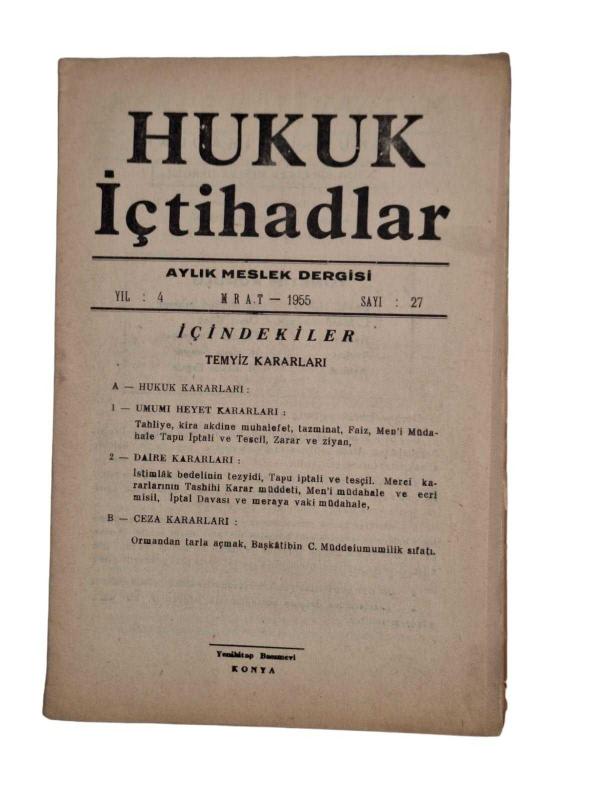 HUKUK
İçtihadlar
AYLIK MESLEK DERGİSİ
YIL : 4 MRA.T — 1955 SAYI : 27
İÇİNDEKİLER
TEMYİZ KARARLARI
A — HUKUK KARARLARI :
1 — UMUMI HEYET KARARLARI :
Tahliye, kira akdine muhalefet, tazminat, Faiz, Men'i Müda-
hale Tapu İptali ve Tescil, Zarar ve ziyan,
2 — DAİRE KARARLARI :
İstimlâk bedelinin tezyidi, Tapu iptali ve tesçil. Merci ka-
rarlarının Tashihi Karar müddeti, Men'i müdahale ve ecri
misil, İptal Davası ve meraya vaki müdahale,
B — CEZA KARARLARI :
Ormandan tarla açmak, Başkâtibin C. Müddeiumumilik sıfatı.
Yenikitap Basımevi
KONYA